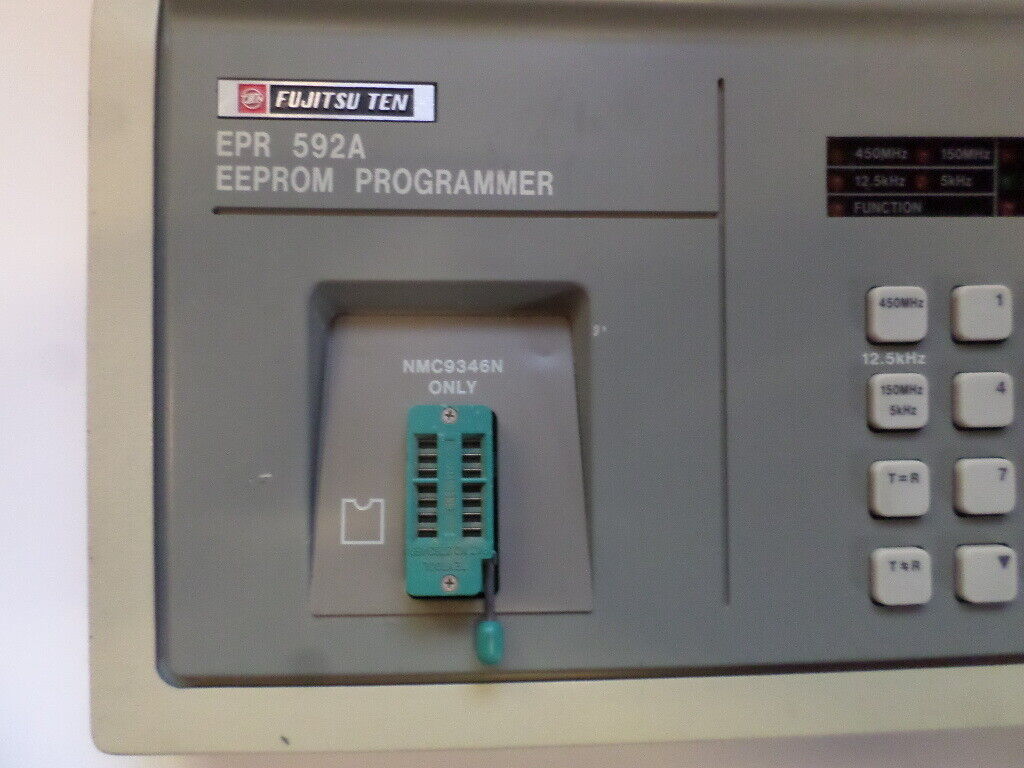 FUJITSU TEN
EPR 592A
EEPROM PROGRAMMER
450MHz 150MHz
12.5kHz 5kHz
FUNCTION
NMC9346N
ONLY
450MHz
1
12.5kHz
150MHz
5kHz
4
T=R
7
T⇆R
▼